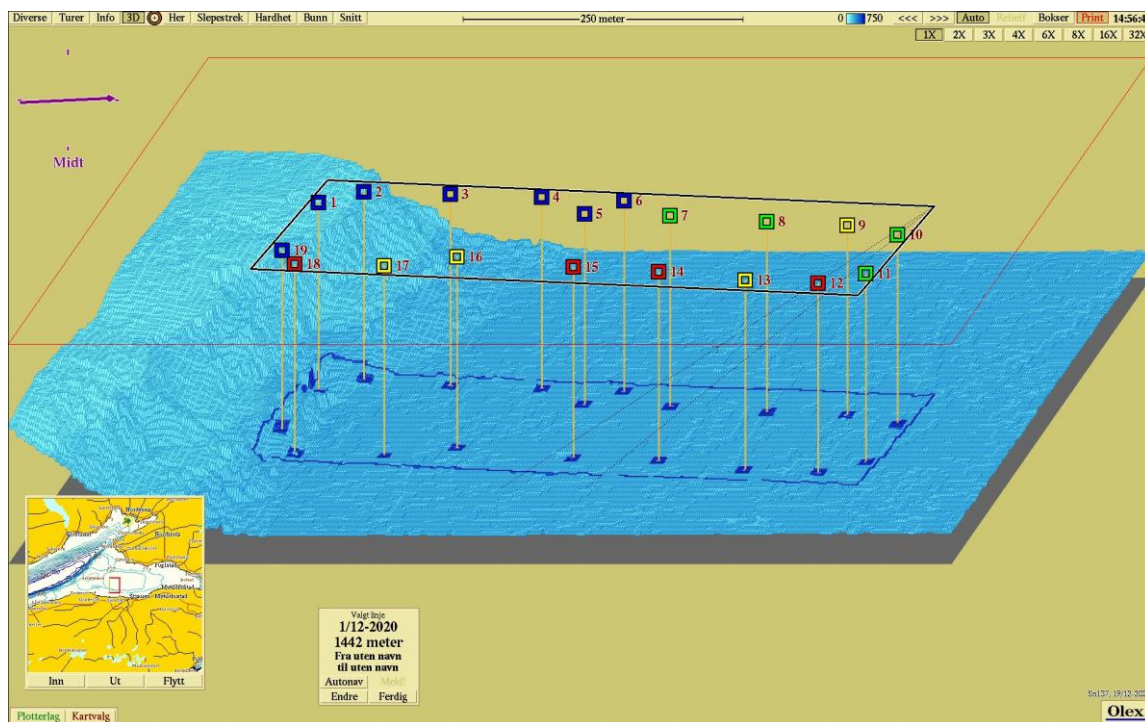 Diverse Turer Info 3D Her Slepestrek Hardhet Bunn Snitt 250 meter 0 750 <<< >>> Auto Relieff Bokser Print 14:56:4
1X 2X 3X 4X 6X 8X 16X 32X
Midt
1 2 3 4 5 6 7 8 9 10
19 18 17 16 15 14 13 12 11
Valgt linje
1/12-2020
1442 meter
Fra uten navn
til uten navn
Autonav Meld!
Endre Ferdig
Inn Ut Flytt
Plotterlag Kartvalg
Olex